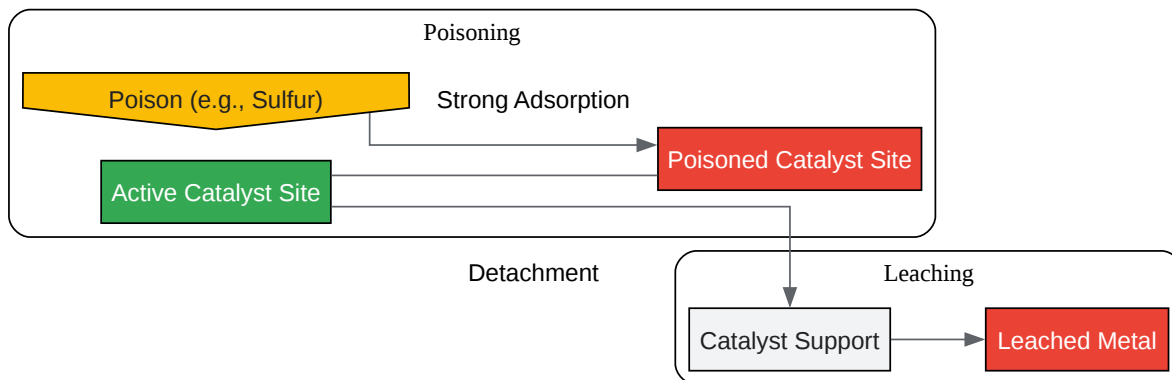 Poisoning
Poison (e.g., Sulfur)
Strong Adsorption
Poisoned Catalyst Site
Active Catalyst Site
Detachment
Leaching
Catalyst Support
Leached Metal